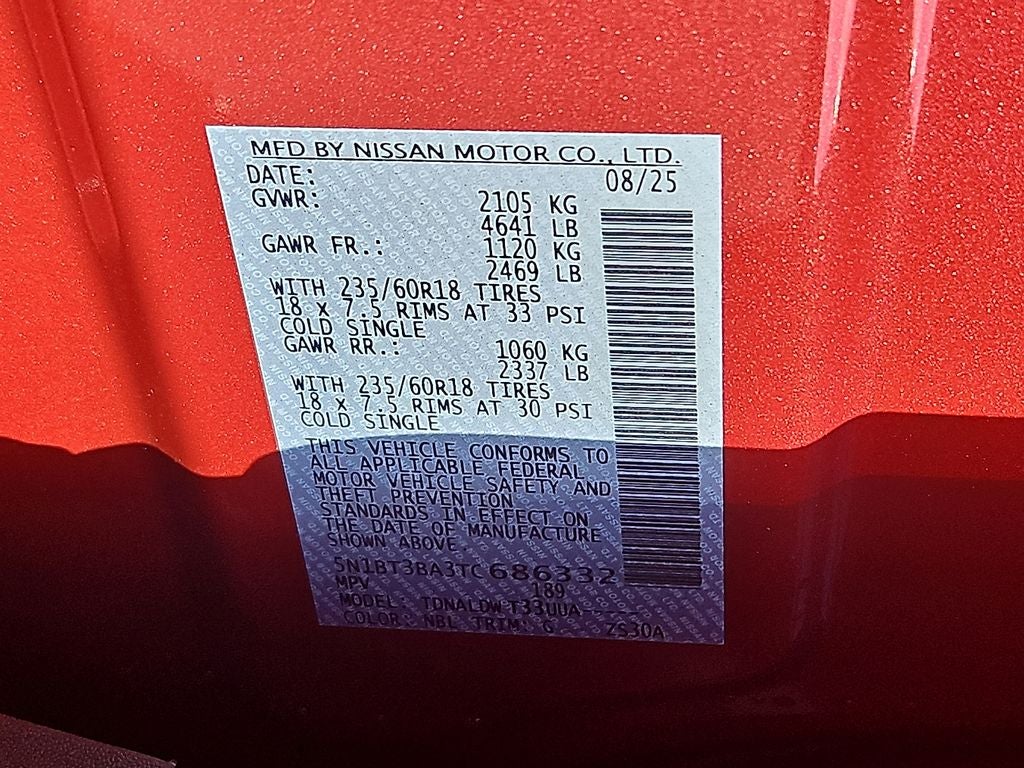 MFD BY NISSAN MOTOR CO., LTD.
DATE: 08/25
GVWR: 2105 KG
4641 LB
GAWR FR.: 1120 KG
2469 LB
WITH 235/60R18 TIRES
18 X 7.5 RIMS AT 33 PSI
COLD SINGLE
GAWR RR.: 1060 KG
2337 LB
WITH 235/60R18 TIRES
18 X 7.5 RIMS AT 30 PSI
COLD SINGLE
THIS VEHICLE CONFORMS TO
ALL APPLICABLE FEDERAL
MOTOR VEHICLE SAFETY AND
THEFT PREVENTION
STANDARDS IN EFFECT ON
THE DATE OF MANUFACTURE
SHOWN ABOVE.
5N1BT3BA3TC686332
MPV 189
MODEL: TDNALDWT33UUA-----
COLOR: NBL TRIM: G ZS30A